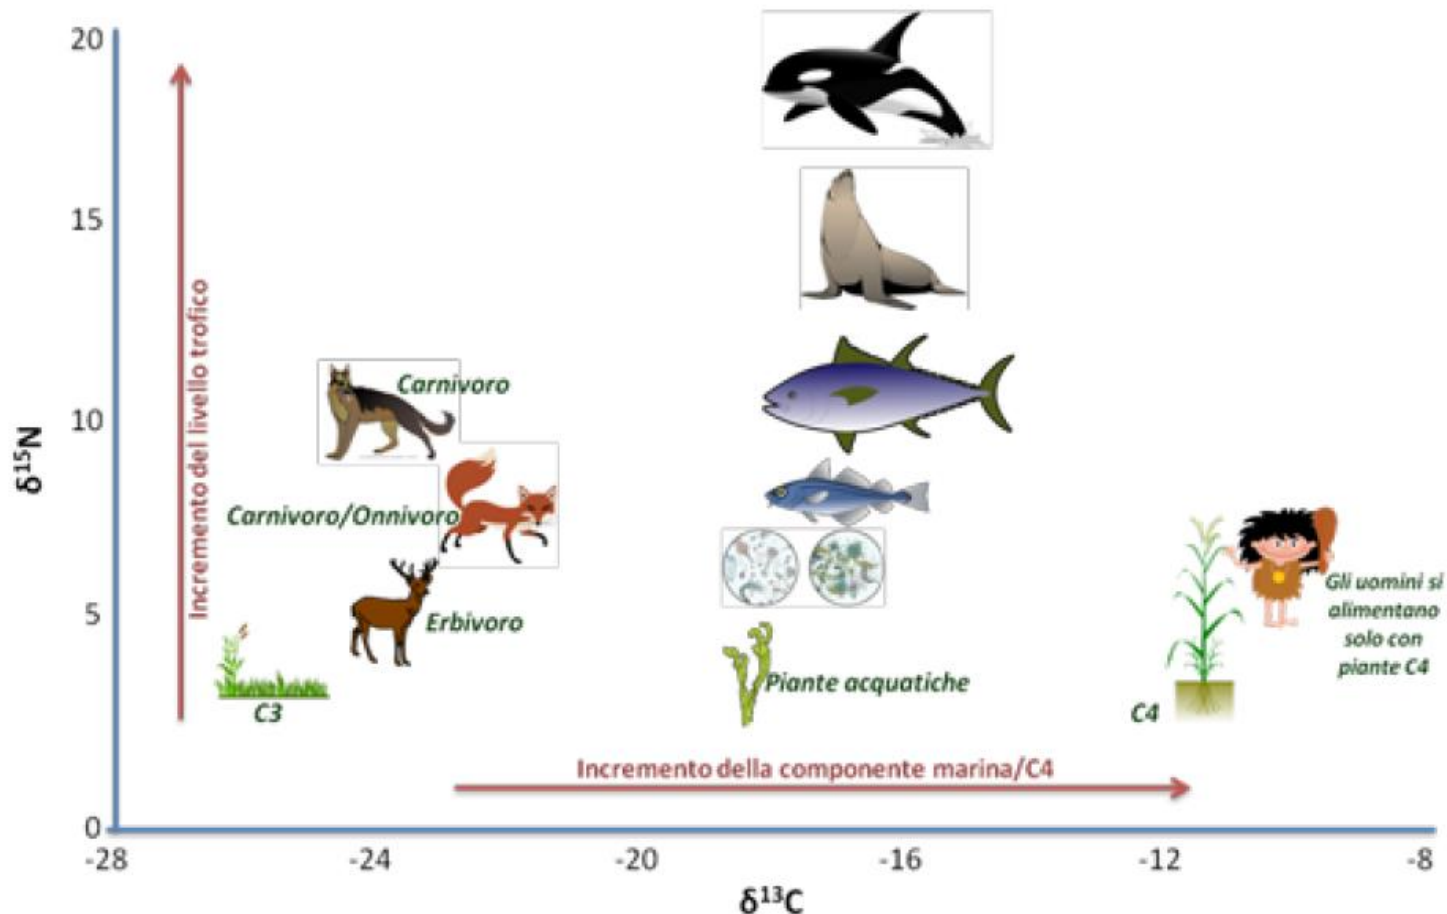 20
15
10
5
0
δ¹⁵N
Incremento del livello trofico
Carnivoro
Carnivoro/Onnivoro
Erbivoro
C3
Piante acquatiche
C4
Gli uomini si
alimentano
solo con
piante C4
Incremento della componente marina/C4
-28 -24 -20 -16 -12 -8
δ¹³C